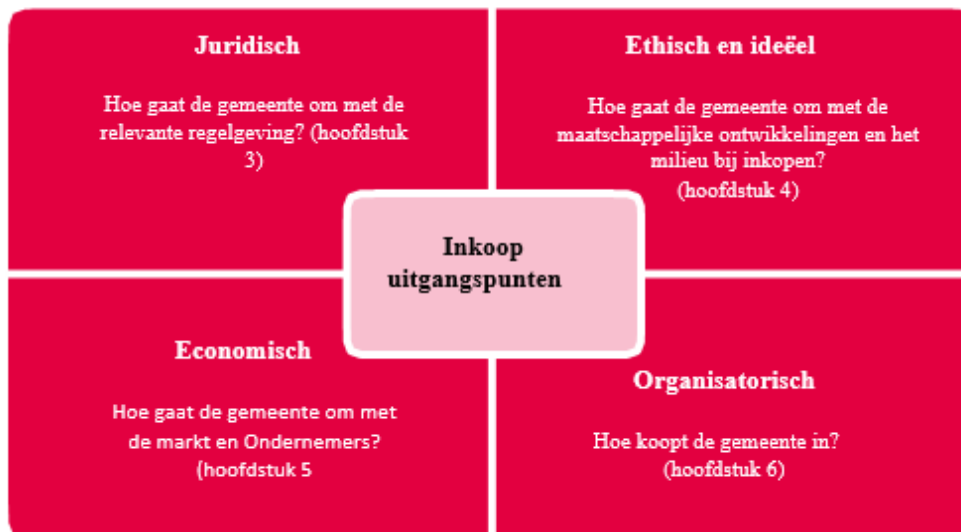 Juridisch
Hoe gaat de gemeente om met de
relevante regelgeving? (hoofdstuk
3)
Ethisch en ideëel
Hoe gaat de gemeente om met de
maatschappelijke ontwikkelingen en het
milieu bij inkopen?
(hoofdstuk 4)
Inkoop
uitgangspunten
Economisch
Hoe gaat de gemeente om met
de markt en Ondernemers?
(hoofdstuk 5
Organisatorisch
Hoe koopt de gemeente in?
(hoofdstuk 6)